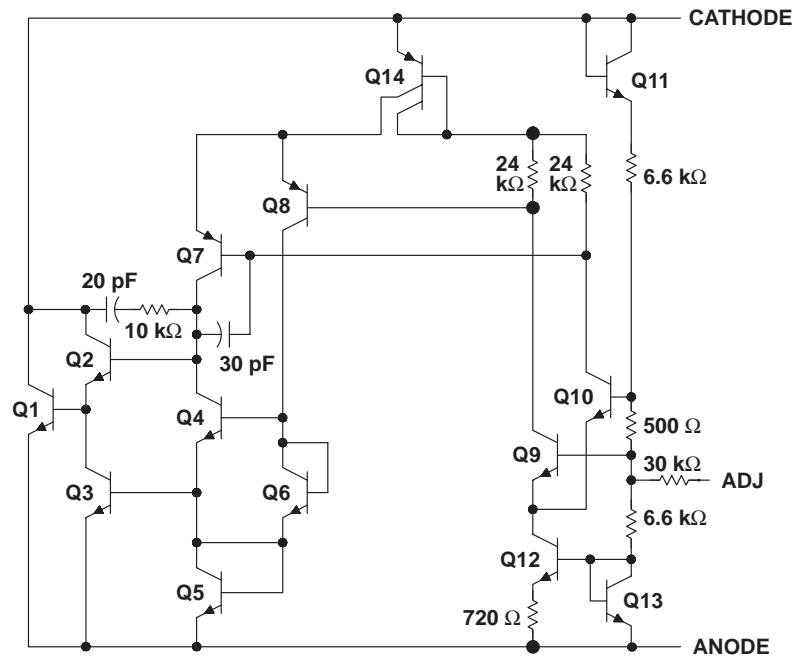 CATHODE
Q14
Q11
24
kΩ
24
kΩ
6.6 kΩ
Q8
Q7
20 pF
10 kΩ
30 pF
Q2
Q1
Q4
Q10
500 Ω
Q9
30 kΩ
ADJ
Q3
Q6
6.6 kΩ
Q12
Q5
Q13
720 Ω
ANODE